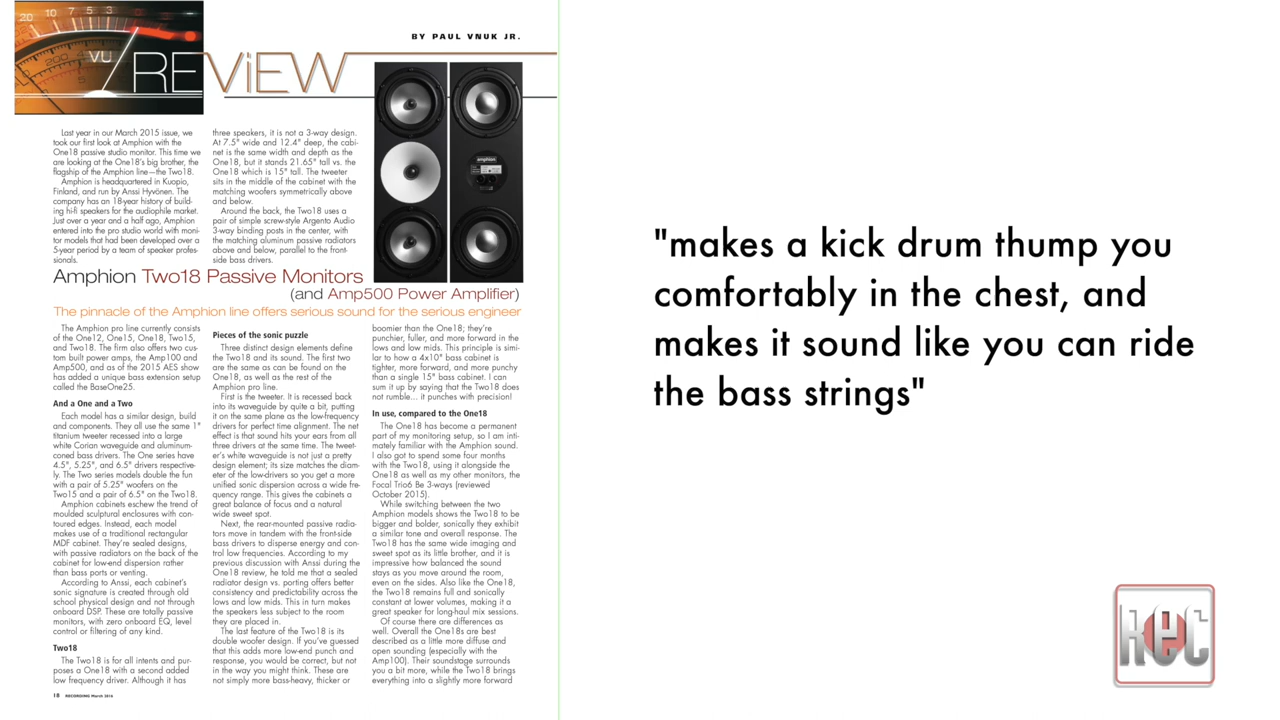 20 10 7 5 3
200
VU
REViEW
BY PAUL VNUK JR.
Last year in our March 2015 issue, we
took our first look at Amphion with the
One18 passive studio monitor. This time we
are looking at the One18's big brother, the
flagship of the Amphion line—the Two18.
Amphion is headquartered in Kuopio,
Finland, and run by Anssi Hyvönen. The
company has an 18-year history of build-
ing hi-fi speakers for the audiophile market.
Just over a year and a half ago, Amphion
entered into the pro studio world with moni-
tor models that had been developed over a
5-year period by a team of speaker profes-
sionals.
three speakers, it is not a 3-way design.
At 7.5" wide and 12.4" deep, the cabi-
net is the same width and depth as the
One18, but it stands 21.65" tall vs. the
One18 which is 15" tall. The tweeter
sits in the middle of the cabinet with the
matching woofers symmetrically above
and below.
Around the back, the Two18 uses a
pair of simple screw-style Argento Audio
3-way binding posts in the center, with
the matching aluminum passive radiators
above and below, parallel to the front-
side bass drivers.
amphion
Amphion Two18 Passive Monitors
(and Amp500 Power Amplifier)
The pinnacle of the Amphion line offers serious sound for the serious engineer
The Amphion pro line currently consists
of the One12, One15, One18, Two15,
and Two18. The firm also offers two cus-
tom built power amps, the Amp100 and
Amp500, and as of the 2015 AES show
has added a unique bass extension setup
called the BaseOne25.
And a One and a Two
Each model has a similar design, build
and components. They all use the same 1"
titanium tweeter recessed into a large
white Corian waveguide and aluminum-
coned bass drivers. The One series have
4.5", 5.25", and 6.5" drivers respective-
ly. The Two series models double the fun
with a pair of 5.25" woofers on the
Two15 and a pair of 6.5" on the Two18.
Amphion cabinets eschew the trend of
moulded sculptural enclosures with con-
toured edges. Instead, each model
makes use of a traditional rectangular
MDF cabinet. They're sealed designs,
with passive radiators on the back of the
cabinet for low-end dispersion rather
than bass ports or venting.
According to Anssi, each cabinet's
sonic signature is created through old
school physical design and not through
onboard DSP. These are totally passive
monitors, with zero onboard EQ, level
control or filtering of any kind.
Two18
The Two18 is for all intents and pur-
poses a One18 with a second added
low frequency driver. Although it has
Pieces of the sonic puzzle
Three distinct design elements define
the Two18 and its sound. The first two
are the same as can be found on the
One18, as well as the rest of the
Amphion pro line.
First is the tweeter. It is recessed back
into its waveguide by quite a bit, putting
it on the same plane as the low-frequency
drivers for perfect time alignment. The net
effect is that sound hits your ears from all
three drivers at the same time. The tweet-
er's white waveguide is not just a pretty
design element; its size matches the diam-
eter of the low-drivers so you get a more
unified sonic dispersion across a wide fre-
quency range. This gives the cabinets a
great balance of focus and a natural
wide sweet spot.
Next, the rear-mounted passive radia-
tors move in tandem with the front-side
bass drivers to disperse energy and con-
trol low frequencies. According to my
previous discussion with Anssi during the
One18 review, he told me that a sealed
radiator design vs. porting offers better
consistency and predictability across the
lows and low mids. This in turn makes
the speakers less subject to the room
they are placed in.
The last feature of the Two18 is its
double woofer design. If you've guessed
that this adds more low-end punch and
response, you would be correct, but not
in the way you might think. These are
not simply more bass-heavy, thicker or
boomier than the One18; they're
punchier, fuller, and more forward in the
lows and low mids. This principle is simi-
lar to how a 4x10" bass cabinet is
tighter, more forward, and more punchy
than a single 15" bass cabinet. I can
sum it up by saying that the Two18 does
not rumble... it punches with precision!
In use, compared to the One18
The One18 has become a permanent
part of my monitoring setup, so I am inti-
mately familiar with the Amphion sound.
I also got to spend some four months
with the Two18, using it alongside the
One18 as well as my other monitors, the
Focal Trio6 Be 3-ways (reviewed
October 2015).
While switching between the two
Amphion models shows the Two18 to be
bigger and bolder, sonically they exhibit
a similar tone and overall response. The
Two18 has the same wide imaging and
sweet spot as its little brother, and it is
impressive how balanced the sound
stays as you move around the room,
even on the sides. Also like the One18,
the Two18 remains full and sonically
constant at lower volumes, making it a
great speaker for long-haul mix sessions.
Of course there are differences as
well. Overall the One18s are best
described as a little more diffuse and
open sounding (especially with the
Amp100). Their soundstage surrounds
you a bit more, while the Two18 brings
everything into a slightly more forward
18 RECORDING March 2016
"makes a kick drum thump you
comfortably in the chest, and
makes it sound like you can ride
the bass strings"
ReC